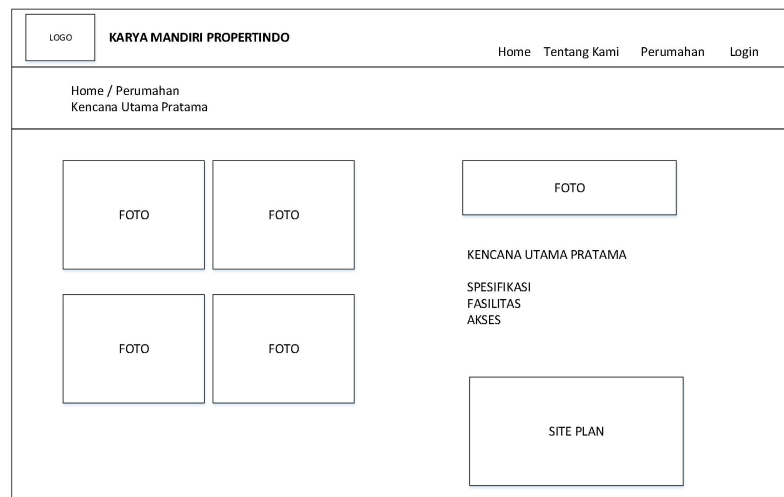 LOGO
KARYA MANDIRI PROPERTINDO
Home Tentang Kami Perumahan Login
Home / Perumahan
Kencana Utama Pratama
FOTO FOTO
FOTO FOTO
FOTO
KENCANA UTAMA PRATAMA
SPESIFIKASI
FASILITAS
AKSES
SITE PLAN